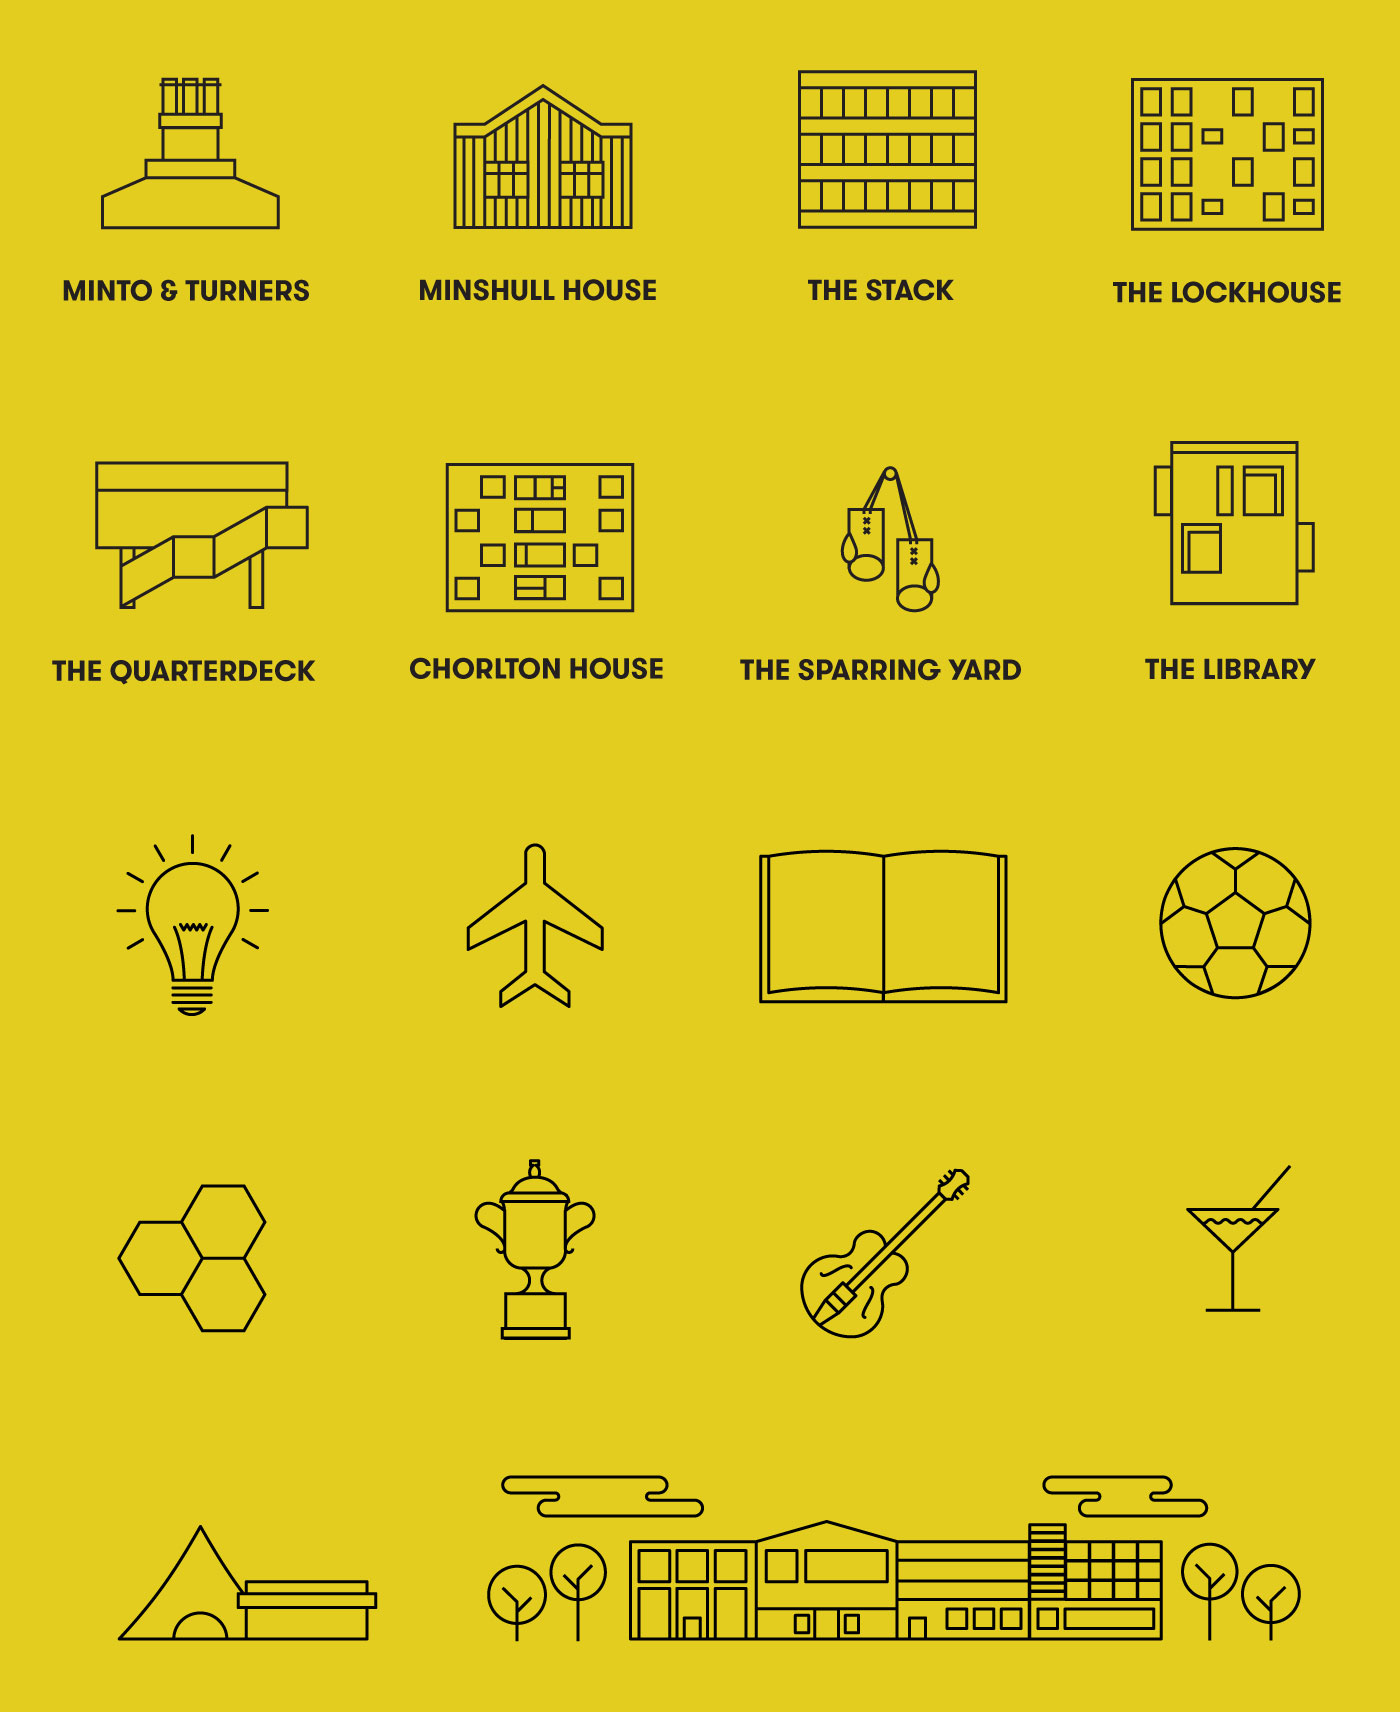 MINTO & TURNERS
MINSHULL HOUSE
THE STACK
THE LOCKHOUSE
THE QUARTERDECK
CHORLTON HOUSE
THE SPARRING YARD
THE LIBRARY